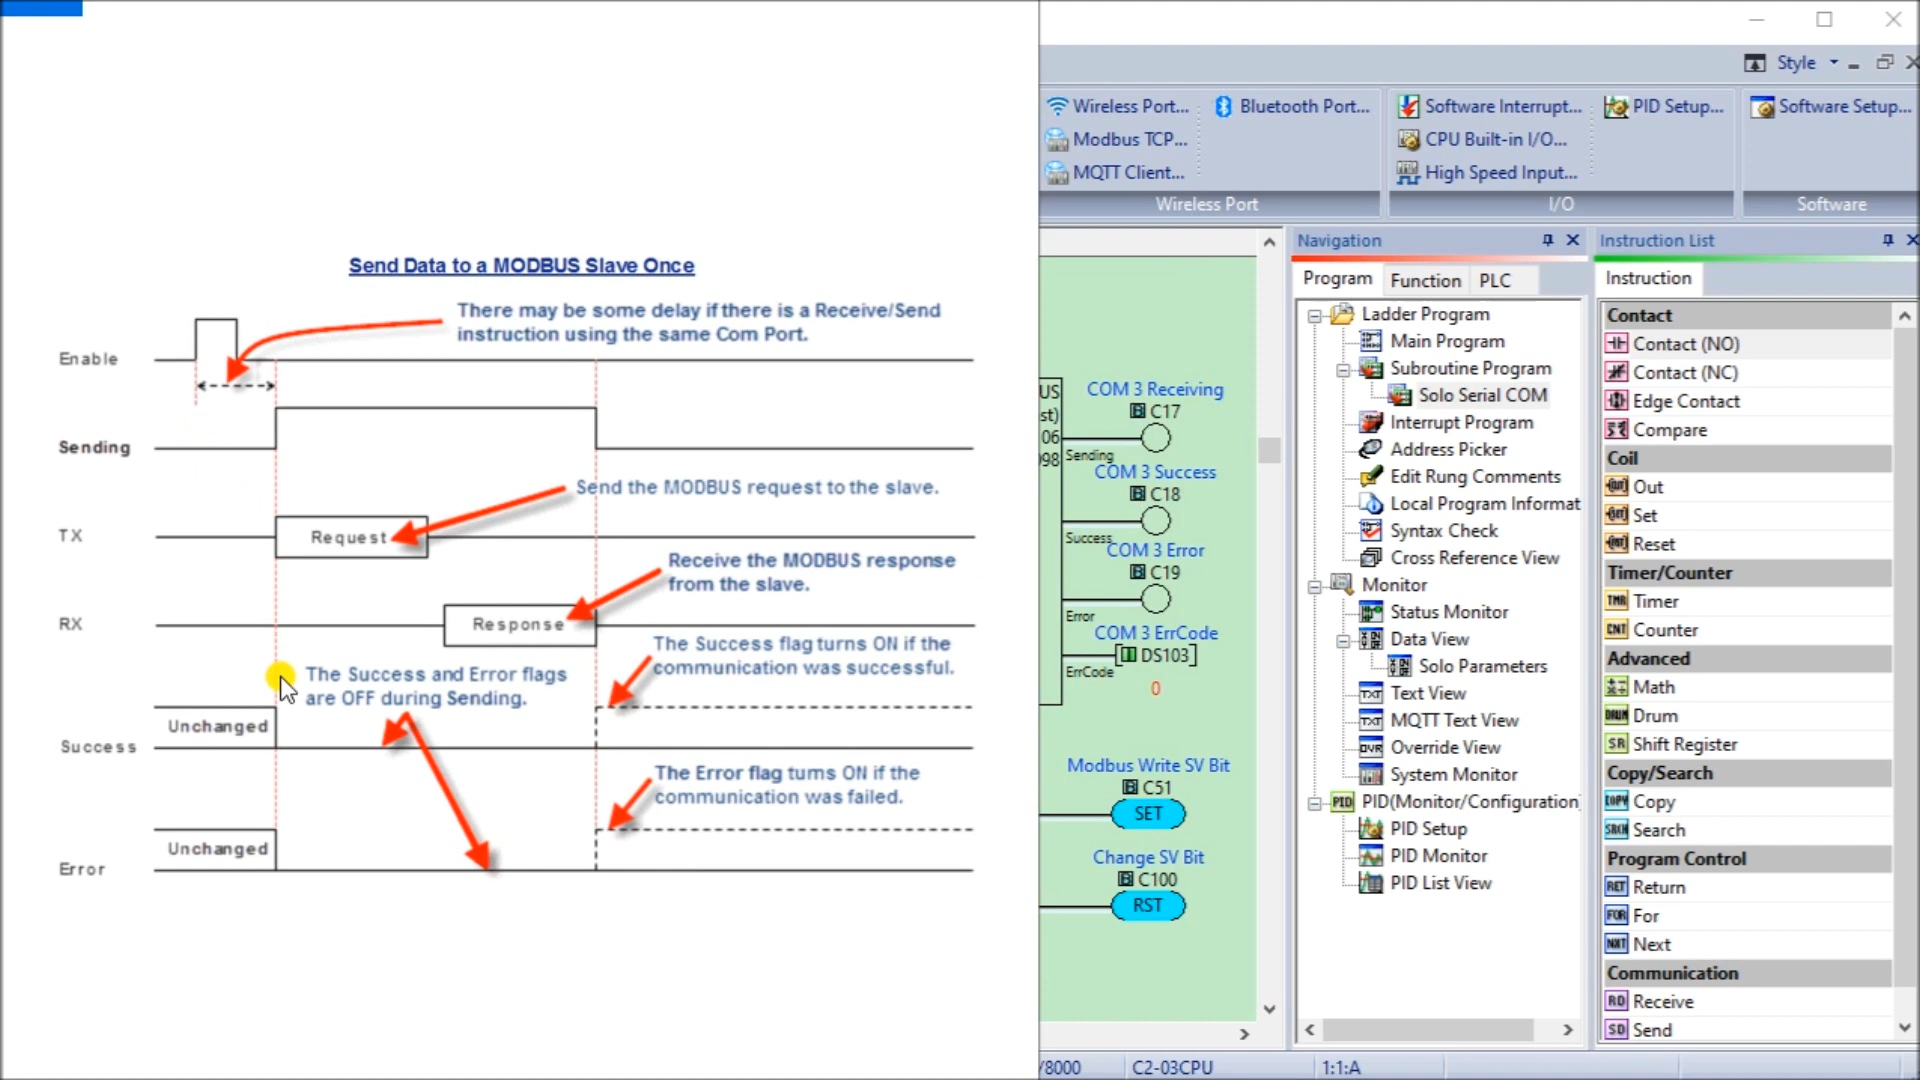 Send Data to a MODBUS Slave Once
There may be some delay if there is a Receive/Send
instruction using the same Com Port.
Enable
Sending
Send the MODBUS request to the slave.
TX
Request
Receive the MODBUS response
from the slave.
RX
Response
The Success flag turns ON if the
communication was successful.
The Success and Error flags
are OFF during Sending.
Unchanged
Success
The Error flag turns ON if the
communication was failed.
Unchanged
Error
Style
Wireless Port...
Bluetooth Port...
Software Interrupt...
PID Setup...
Software Setup...
Modbus TCP...
CPU Built-in I/O...
MQTT Client...
High Speed Input...
Wireless Port
I/O
Software
COM 3 Receiving
C17
Sending
COM 3 Success
C18
Success
COM 3 Error
C19
Error
COM 3 ErrCode
DS103
ErrCode
0
Modbus Write SV Bit
C51
SET
Change SV Bit
C100
RST
Navigation
Program
Function
PLC
Ladder Program
Main Program
Subroutine Program
Solo Serial COM
Interrupt Program
Address Picker
Edit Rung Comments
Local Program Informat
Syntax Check
Cross Reference View
Monitor
Status Monitor
Data View
Solo Parameters
Text View
MQTT Text View
Override View
System Monitor
PID(Monitor/Configuration)
PID Setup
PID Monitor
PID List View
Instruction List
Instruction
Contact
Contact (NO)
Contact (NC)
Edge Contact
Compare
Coil
Out
Set
Reset
Timer/Counter
Timer
Counter
Advanced
Math
Drum
Shift Register
Copy/Search
Copy
Search
Program Control
Return
For
Next
Communication
Receive
Send
/8000
C2-03CPU
1:1:A